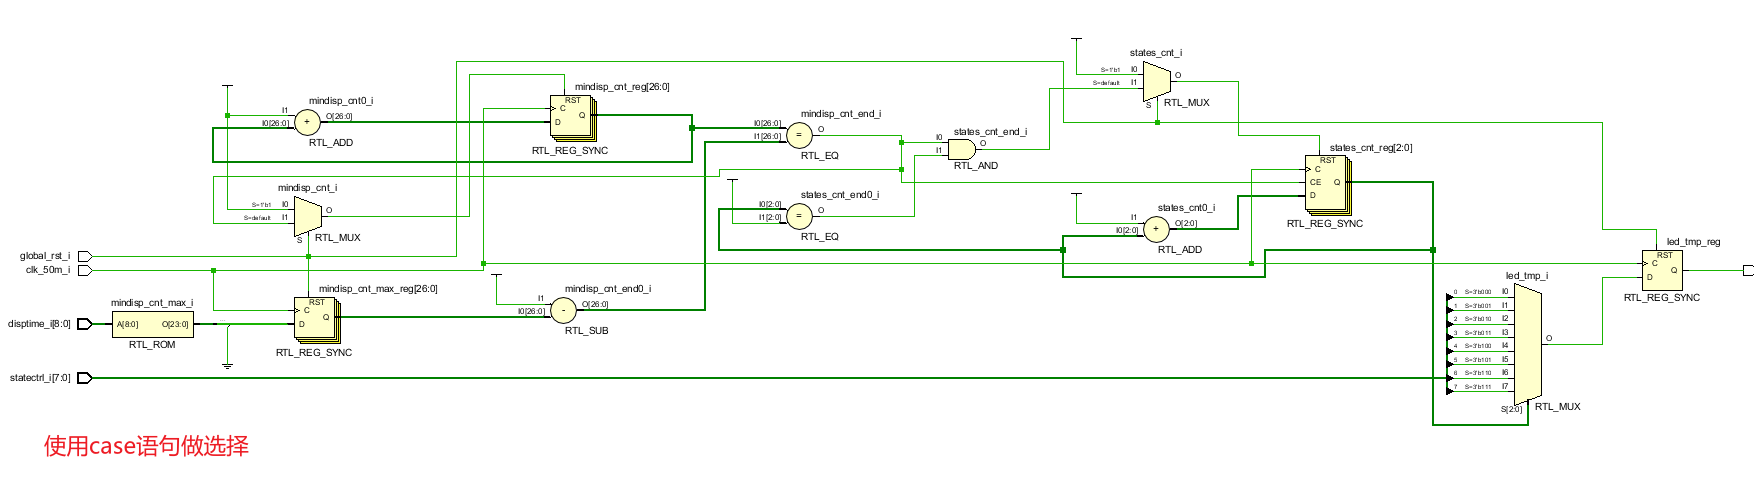 states_cnt_i
S=1'b1 I0
S=default I1
O
S
RTL_MUX
mindisp_cnt_reg[26:0]
RST
C
D
Q
RTL_REG_SYNC
mindisp_cnt0_i
I1
I0[26:0]
+
O[26:0]
RTL_ADD
mindisp_cnt_end_i
I0[26:0]
I1[26:0]
=
O
RTL_EQ
states_cnt_end_i
I0
I1
O
RTL_AND
states_cnt_reg[2:0]
RST
C
CE
D
Q
RTL_REG_SYNC
mindisp_cnt_i
S=1'b1 I0
S=default I1
O
S
RTL_MUX
states_cnt_end0_i
I0[2:0]
I1[2:0]
=
O
RTL_EQ
states_cnt0_i
I1
I0[2:0]
+
O[2:0]
RTL_ADD
global_rst_i
clk_50m_i
led_tmp_reg
RST
C
D
Q
RTL_REG_SYNC
mindisp_cnt_max_reg[26:0]
RST
C
D
Q
RTL_REG_SYNC
mindisp_cnt_end0_i
I1
I0[26:0]
-
O[26:0]
RTL_SUB
mindisp_cnt_max_i
disptime_i[8:0]
A[8:0] O[23:0]
...
RTL_ROM
led_tmp_i
0 S=3'b000 I0
1 S=3'b001 I1
2 S=3'b010 I2
3 S=3'b011 I3
4 S=3'b100 I4
5 S=3'b101 I5
6 S=3'b110 I6
7 S=3'b111 I7
O
S[2:0]
RTL_MUX
statectrl_i[7:0]
使用case语句做选择